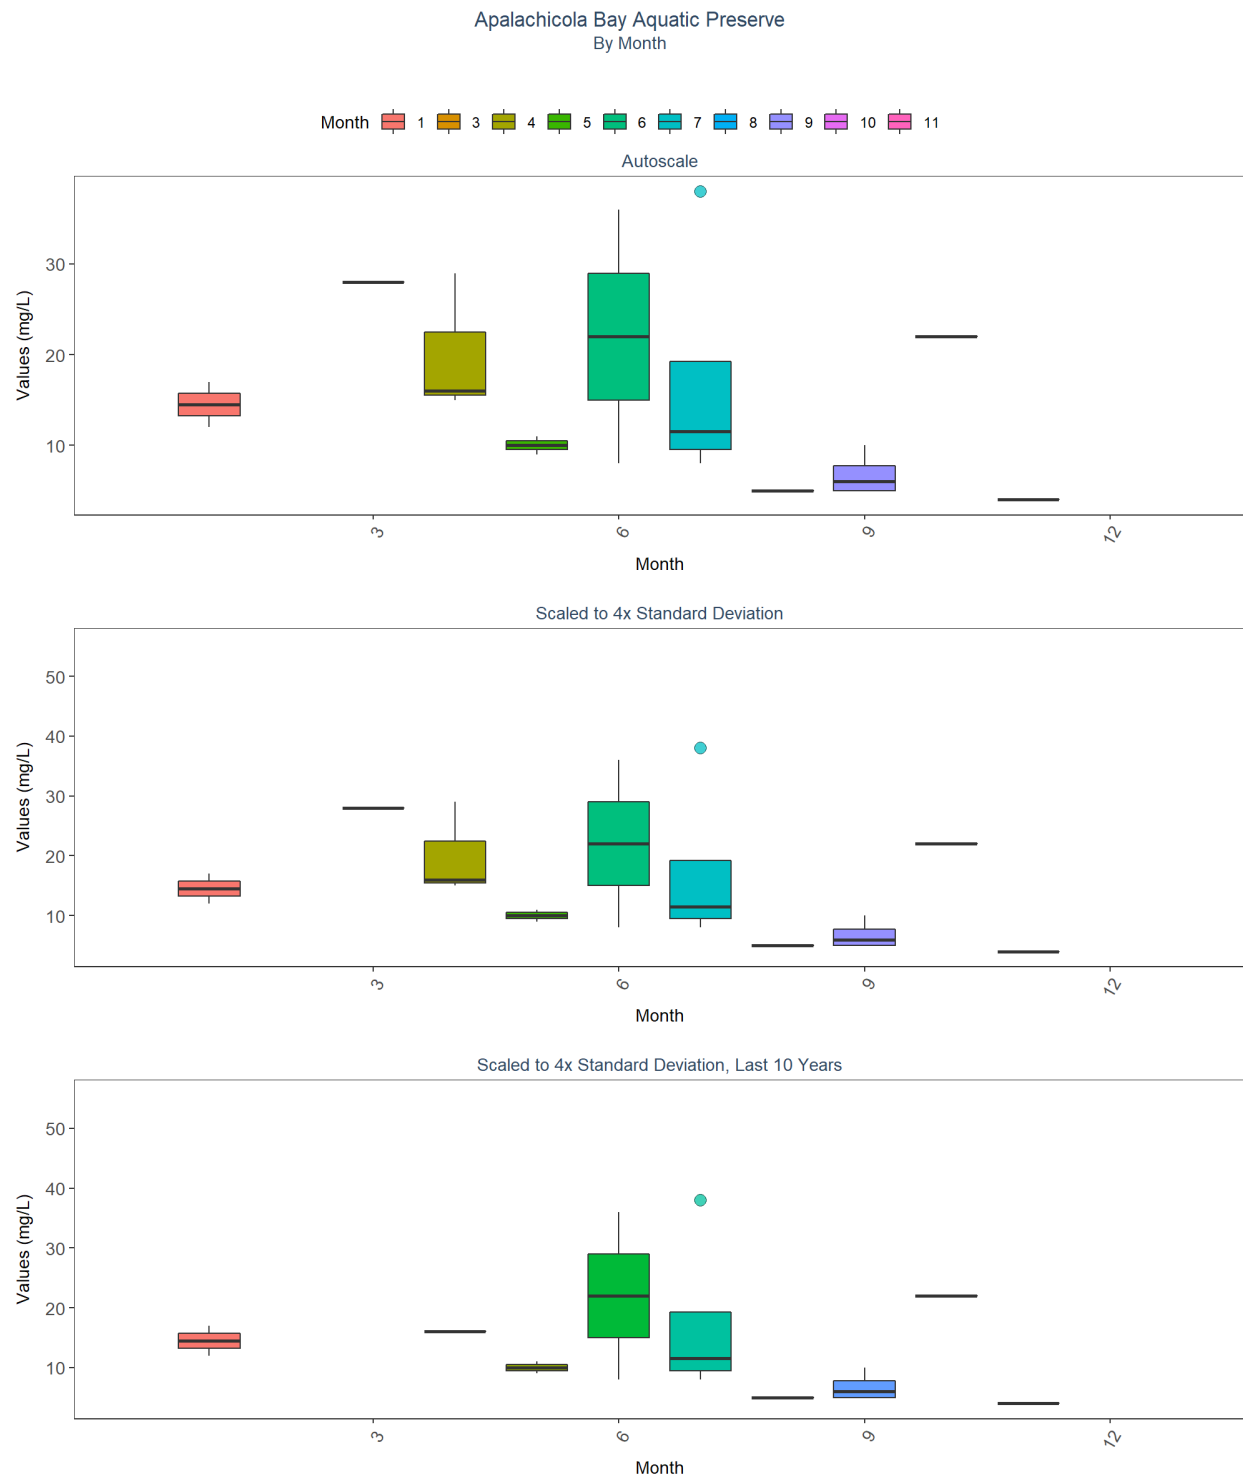 Apalachicola Bay Aquatic Preserve
By Month
Month 1 3 4 5 6 7 8 9 10 11
Autoscale
30
20
10
Values (mg/L)
3 6 9 12
Month
Scaled to 4x Standard Deviation
50
40
30
20
10
Values (mg/L)
3 6 9 12
Month
Scaled to 4x Standard Deviation, Last 10 Years
50
40
30
20
10
Values (mg/L)
3 6 9 12
Month